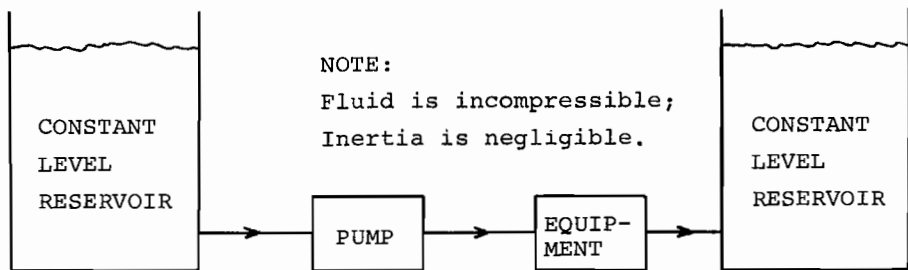 NOTE:
Fluid is incompressible;
Inertia is negligible.
CONSTANT
LEVEL
RESERVOIR
PUMP
EQUIP-
MENT
CONSTANT
LEVEL
RESERVOIR